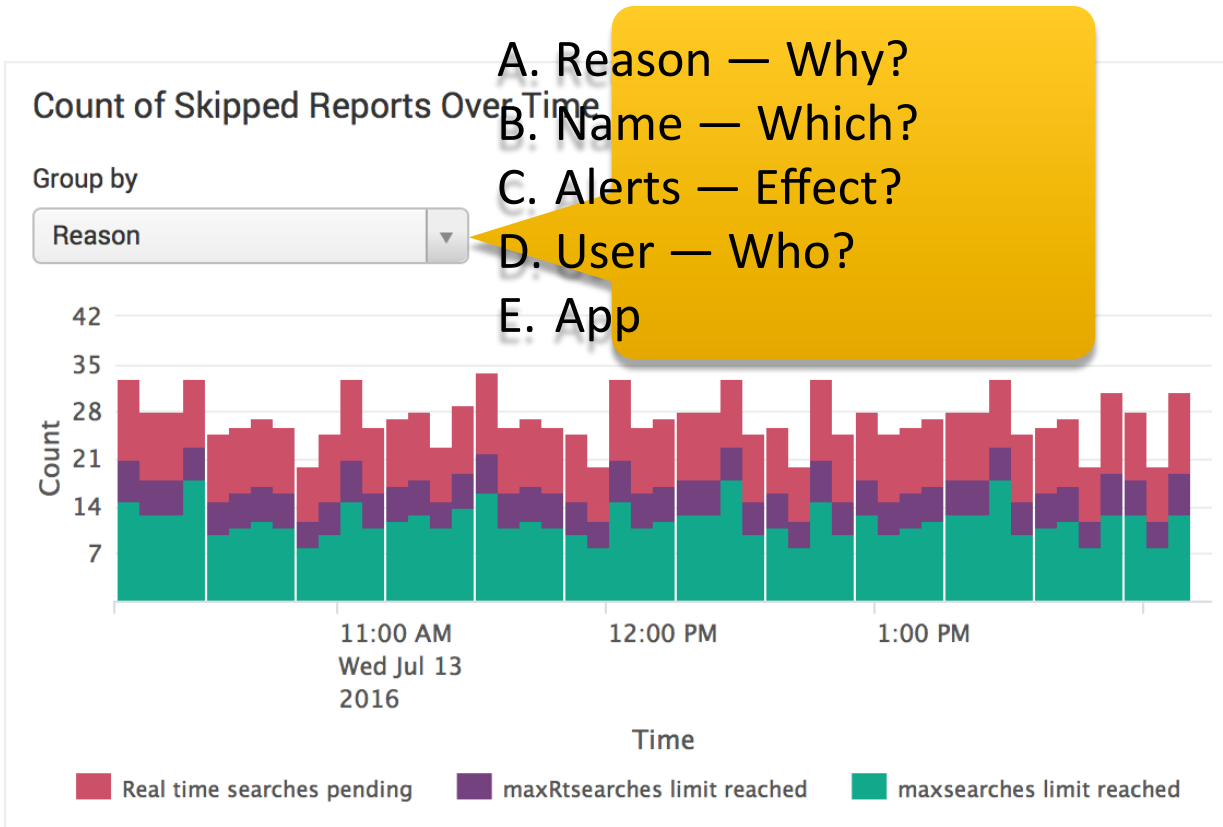 A. Reason — Why?
Count of Skipped Reports Over Time
B. Name — Which?
Group by
C. Alerts — Effect?
Reason
D. User — Who?
E. App
42
35
28
21
14
7
Count
11:00 AM
12:00 PM
1:00 PM
Wed Jul 13
2016
Time
Real time searches pending
maxRtsearches limit reached
maxsearches limit reached